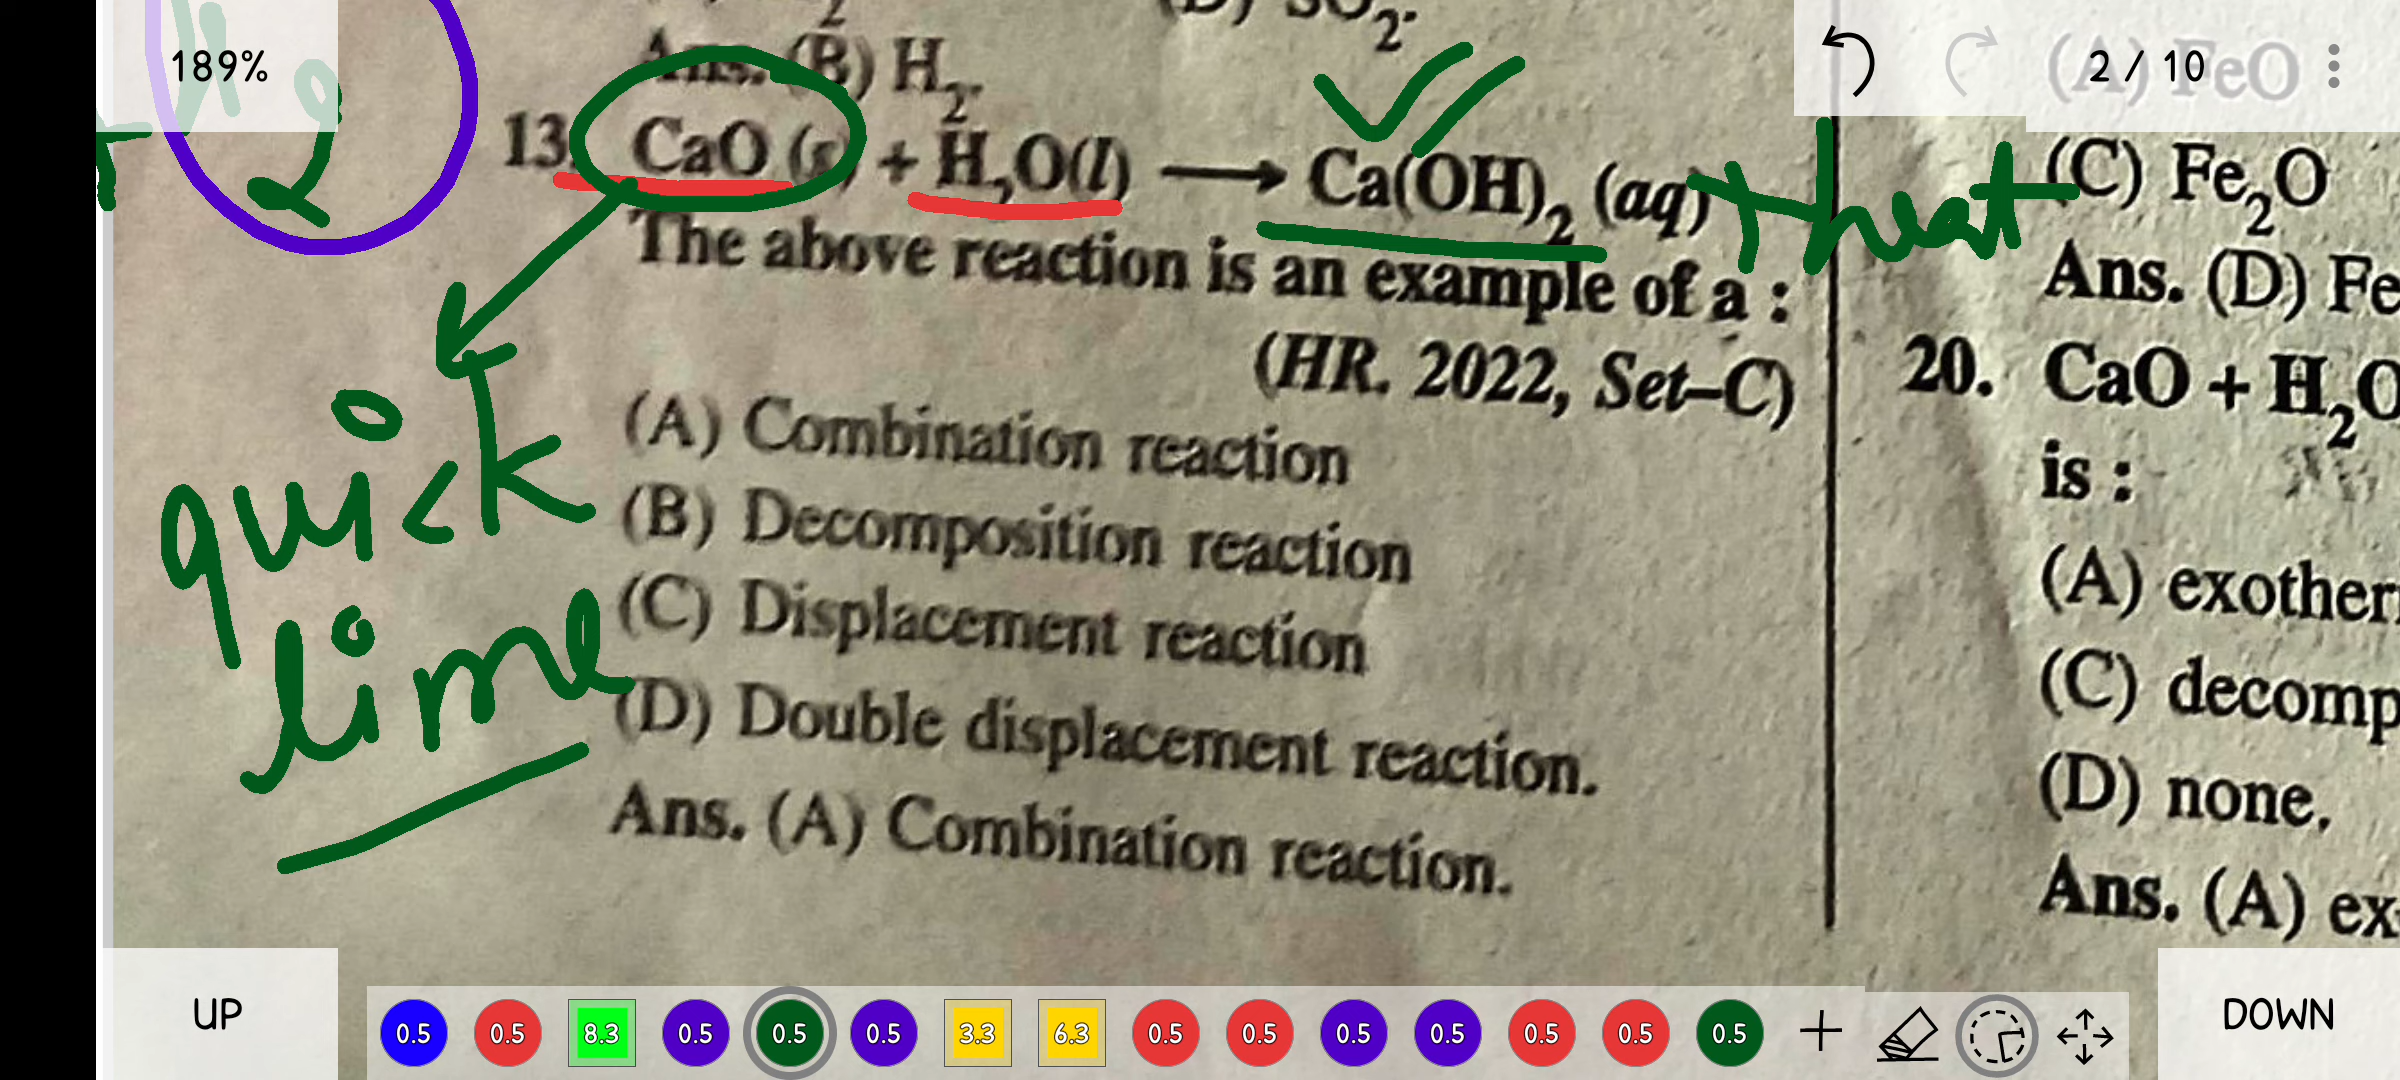 189%
2 / 10
(D) SO2.
Ans. (B) H2.
13. CaO (s) + H2O(l) ⟶ Ca(OH)2 (aq) + heat
The above reaction is an example of a :
(HR. 2022, Set–C)
(A) Combination reaction
(B) Decomposition reaction
(C) Displacement reaction
(D) Double displacement reaction.
Ans. (A) Combination reaction.
quick
lime
(A) FeO
(C) Fe2O
Ans. (D) Fe
20. CaO + H2O
is :
(A) exother
(C) decomp
(D) none.
Ans. (A) ex
UP
0.5 0.5 8.3 0.5 0.5 0.5 3.3 6.3 0.5 0.5 0.5 0.5 0.5 0.5 0.5 +
DOWN